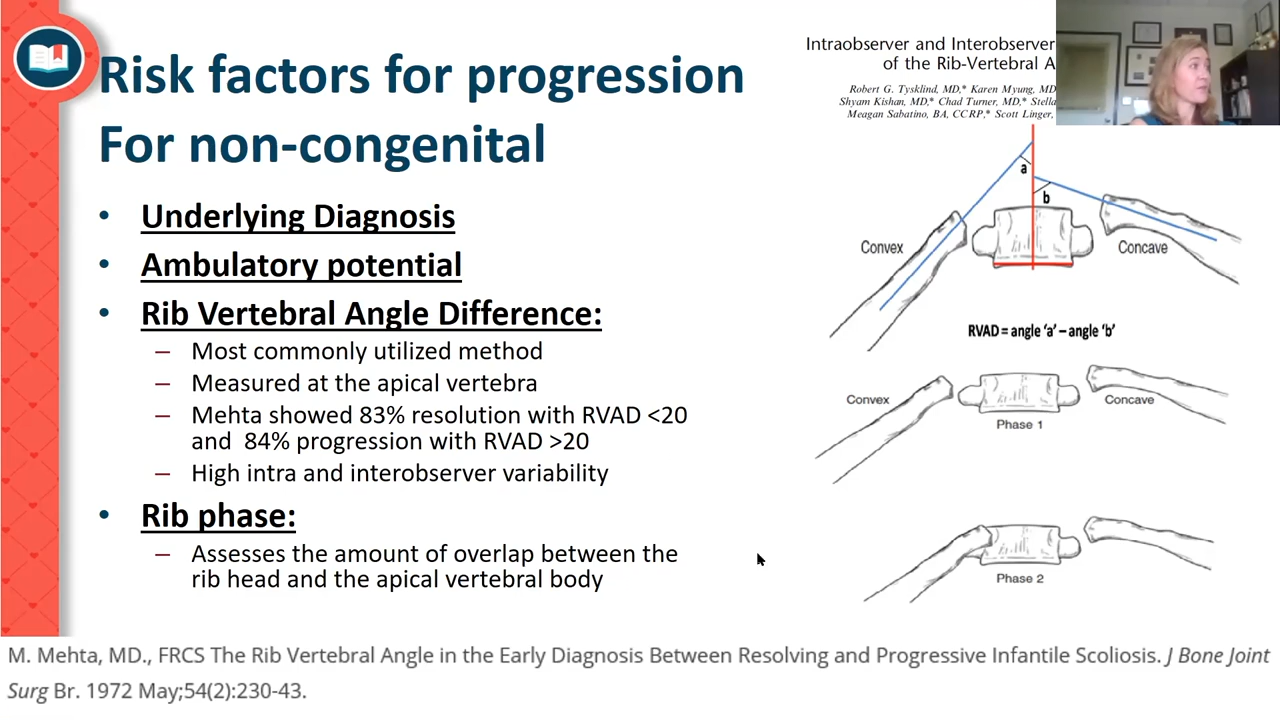 Risk factors for progression
For non-congenital
• Underlying Diagnosis
• Ambulatory potential
• Rib Vertebral Angle Difference:
– Most commonly utilized method
– Measured at the apical vertebra
– Mehta showed 83% resolution with RVAD <20
and 84% progression with RVAD >20
– High intra and interobserver variability
• Rib phase:
– Assesses the amount of overlap between the
rib head and the apical vertebral body
Intraobserver and Interobserver
of the Rib-Vertebral A
Robert G. Tysklind, MD,* Karen Myung, MD
Shyam Kishan, MD,* Chad Turner, MD,* Stella
Meagan Sabatino, BA, CCRP,* Scott Linger,
a
b
Convex
Concave
RVAD = angle ‘a’ – angle ‘b’
Convex
Concave
Phase 1
Phase 2
M. Mehta, MD., FRCS The Rib Vertebral Angle in the Early Diagnosis Between Resolving and Progressive Infantile Scoliosis. J Bone Joint
Surg Br. 1972 May;54(2):230-43.